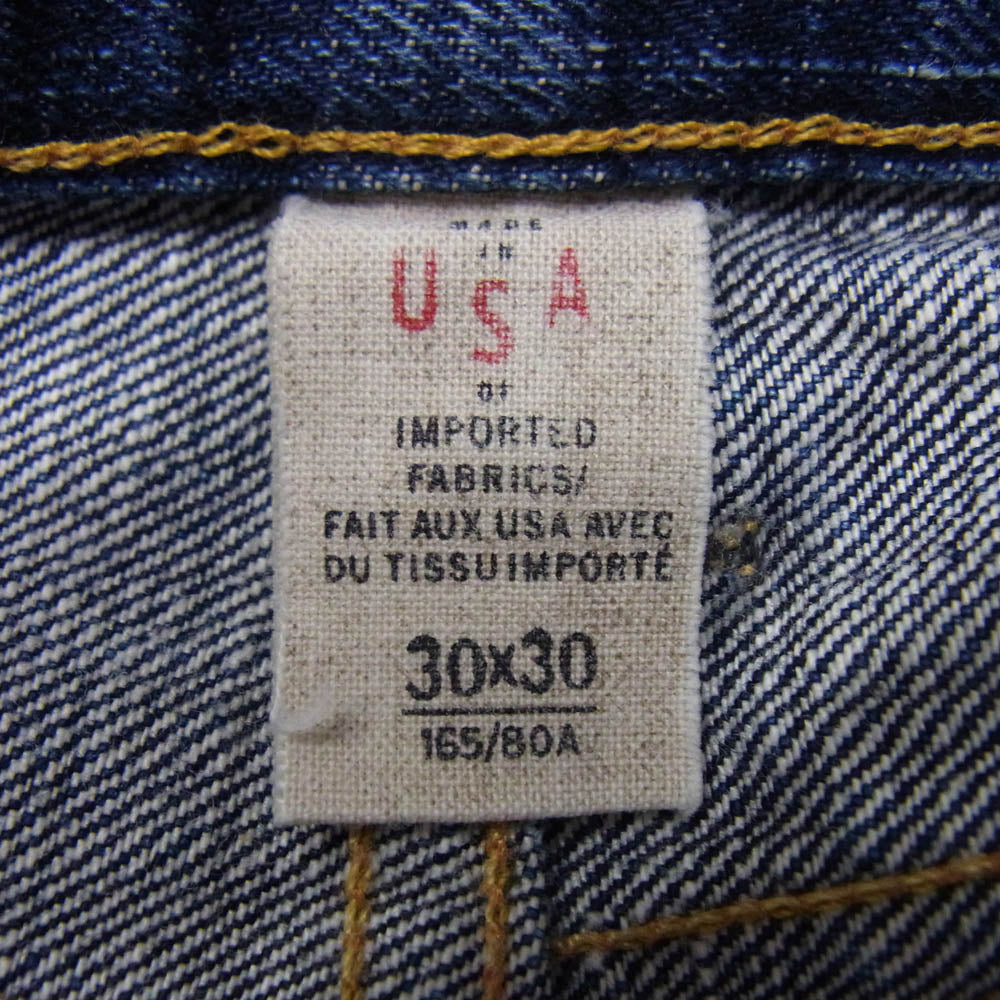 MADE
IN
USA
of
IMPORTED
FABRICS/
FAIT AUX USA AVEC
DU TISSU IMPORTÉ
30x30
165/80A